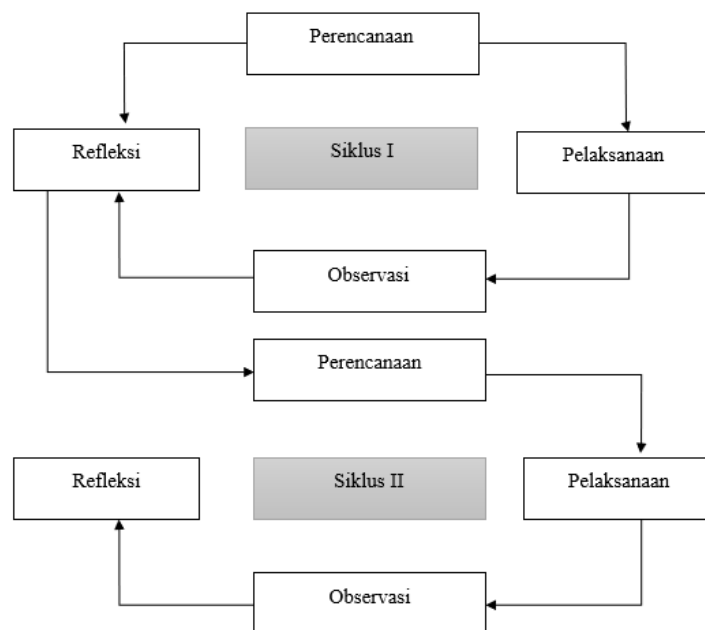 Perencanaan
Refleksi
Siklus I
Pelaksanaan
Observasi
Perencanaan
Refleksi
Siklus II
Pelaksanaan
Observasi